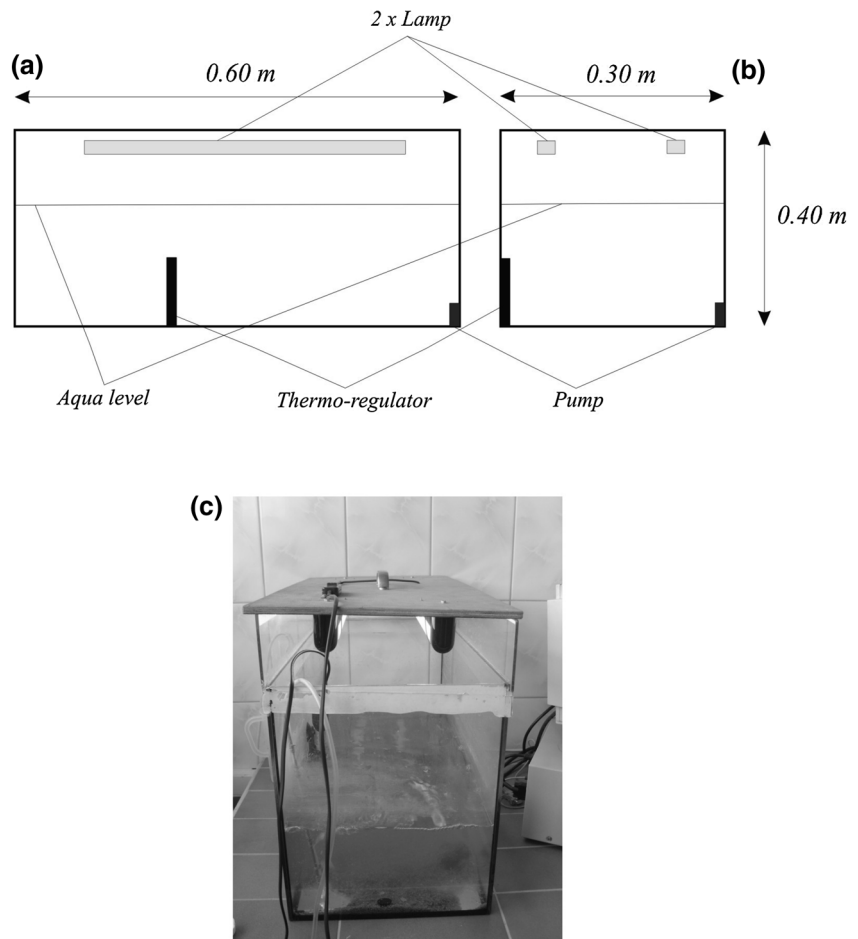 2 x Lamp
(a)
0.60 m
0.30 m
(b)
0.40 m
Aqua level
Thermo-regulator
Pump
(c)